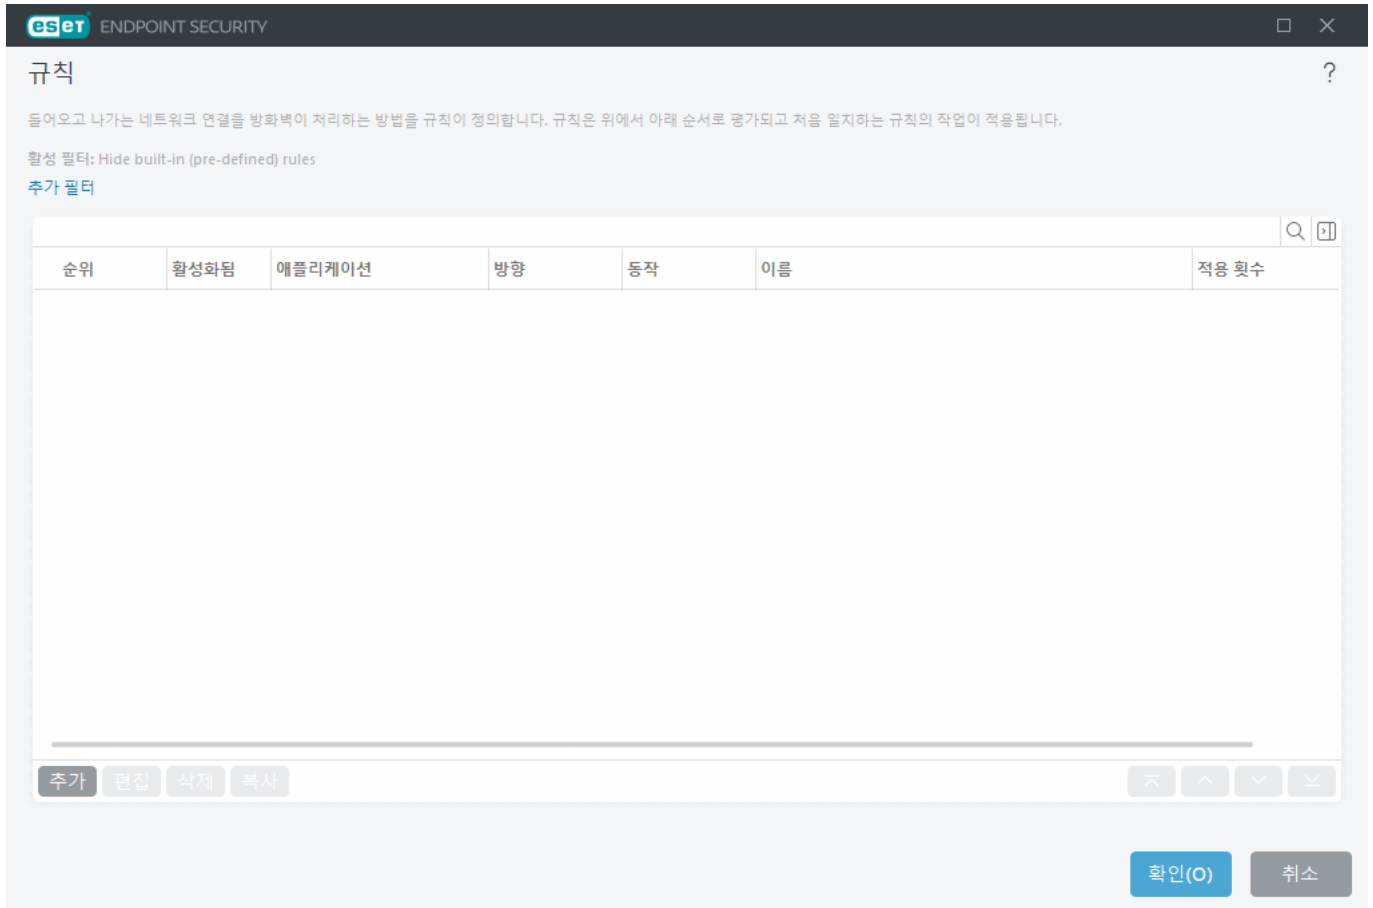 eset ENDPOINT SECURITY
규칙
?
들어오고 나가는 네트워크 연결을 방화벽이 처리하는 방법을 규칙이 정의합니다. 규칙은 위에서 아래 순서로 평가되고 처음 일치하는 규칙의 작업이 적용됩니다.
활성 필터: Hide built-in (pre-defined) rules
추가 필터
순위 활성화됨 애플리케이션 방향 동작 이름 적용 횟수
추가 편집 삭제 복사
확인(O) 취소